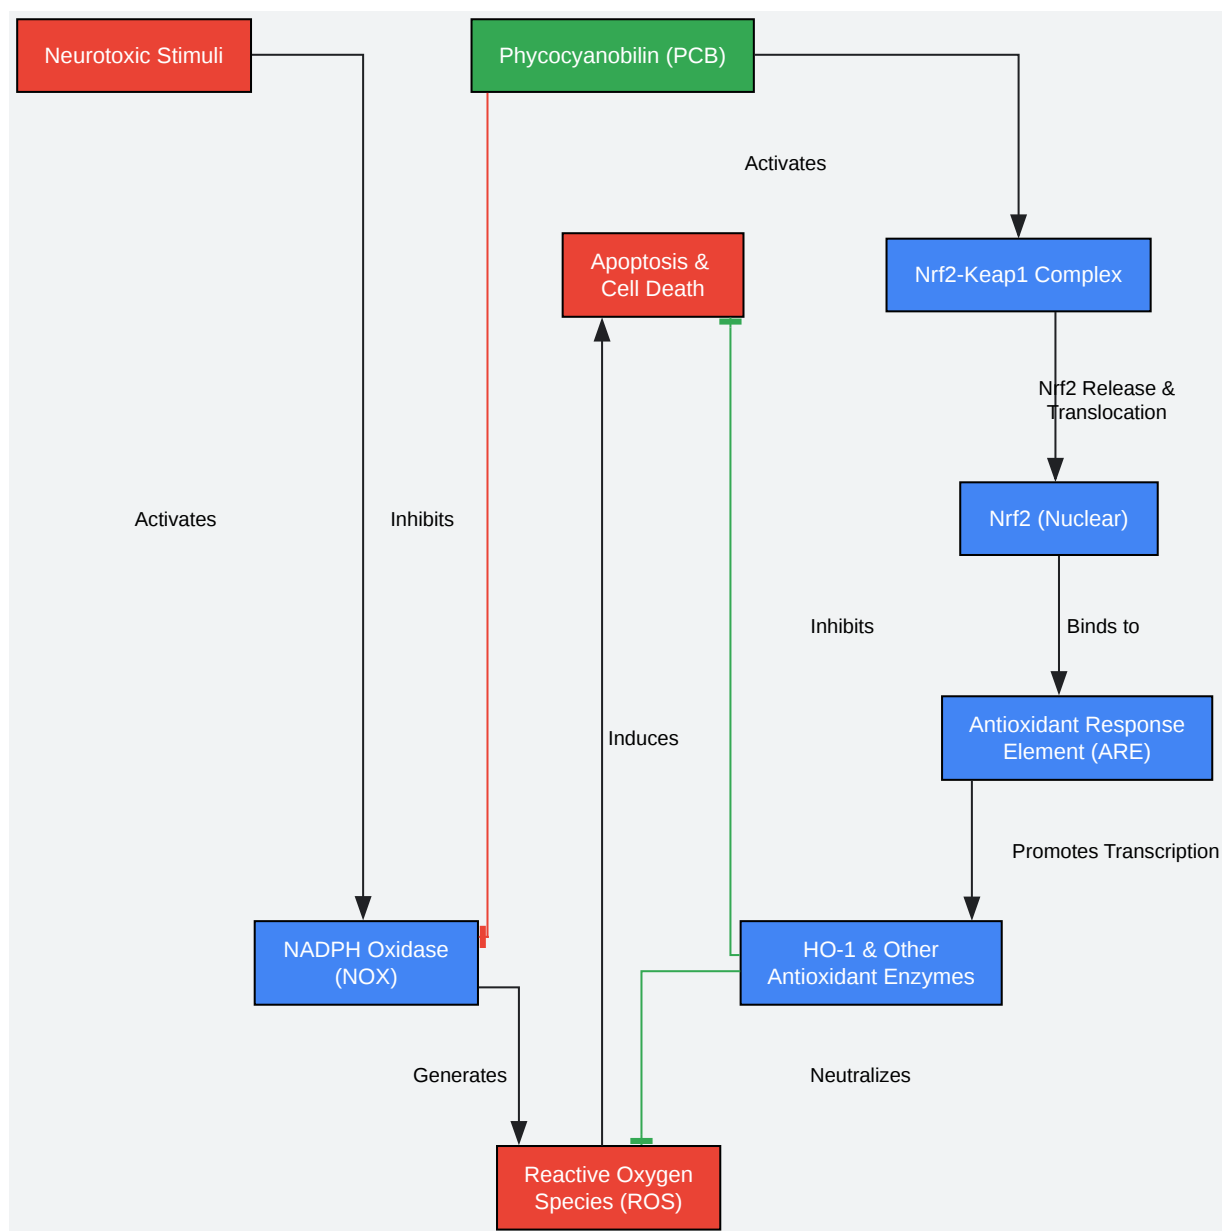 Neurotoxic Stimuli
Phycocyanobilin (PCB)
Activates
Apoptosis &
Cell Death
Nrf2-Keap1 Complex
Nrf2 Release &
Translocation
Activates
Inhibits
Nrf2 (Nuclear)
Inhibits
Binds to
Induces
Antioxidant Response
Element (ARE)
Promotes Transcription
NADPH Oxidase
(NOX)
HO-1 & Other
Antioxidant Enzymes
Generates
Neutralizes
Reactive Oxygen
Species (ROS)